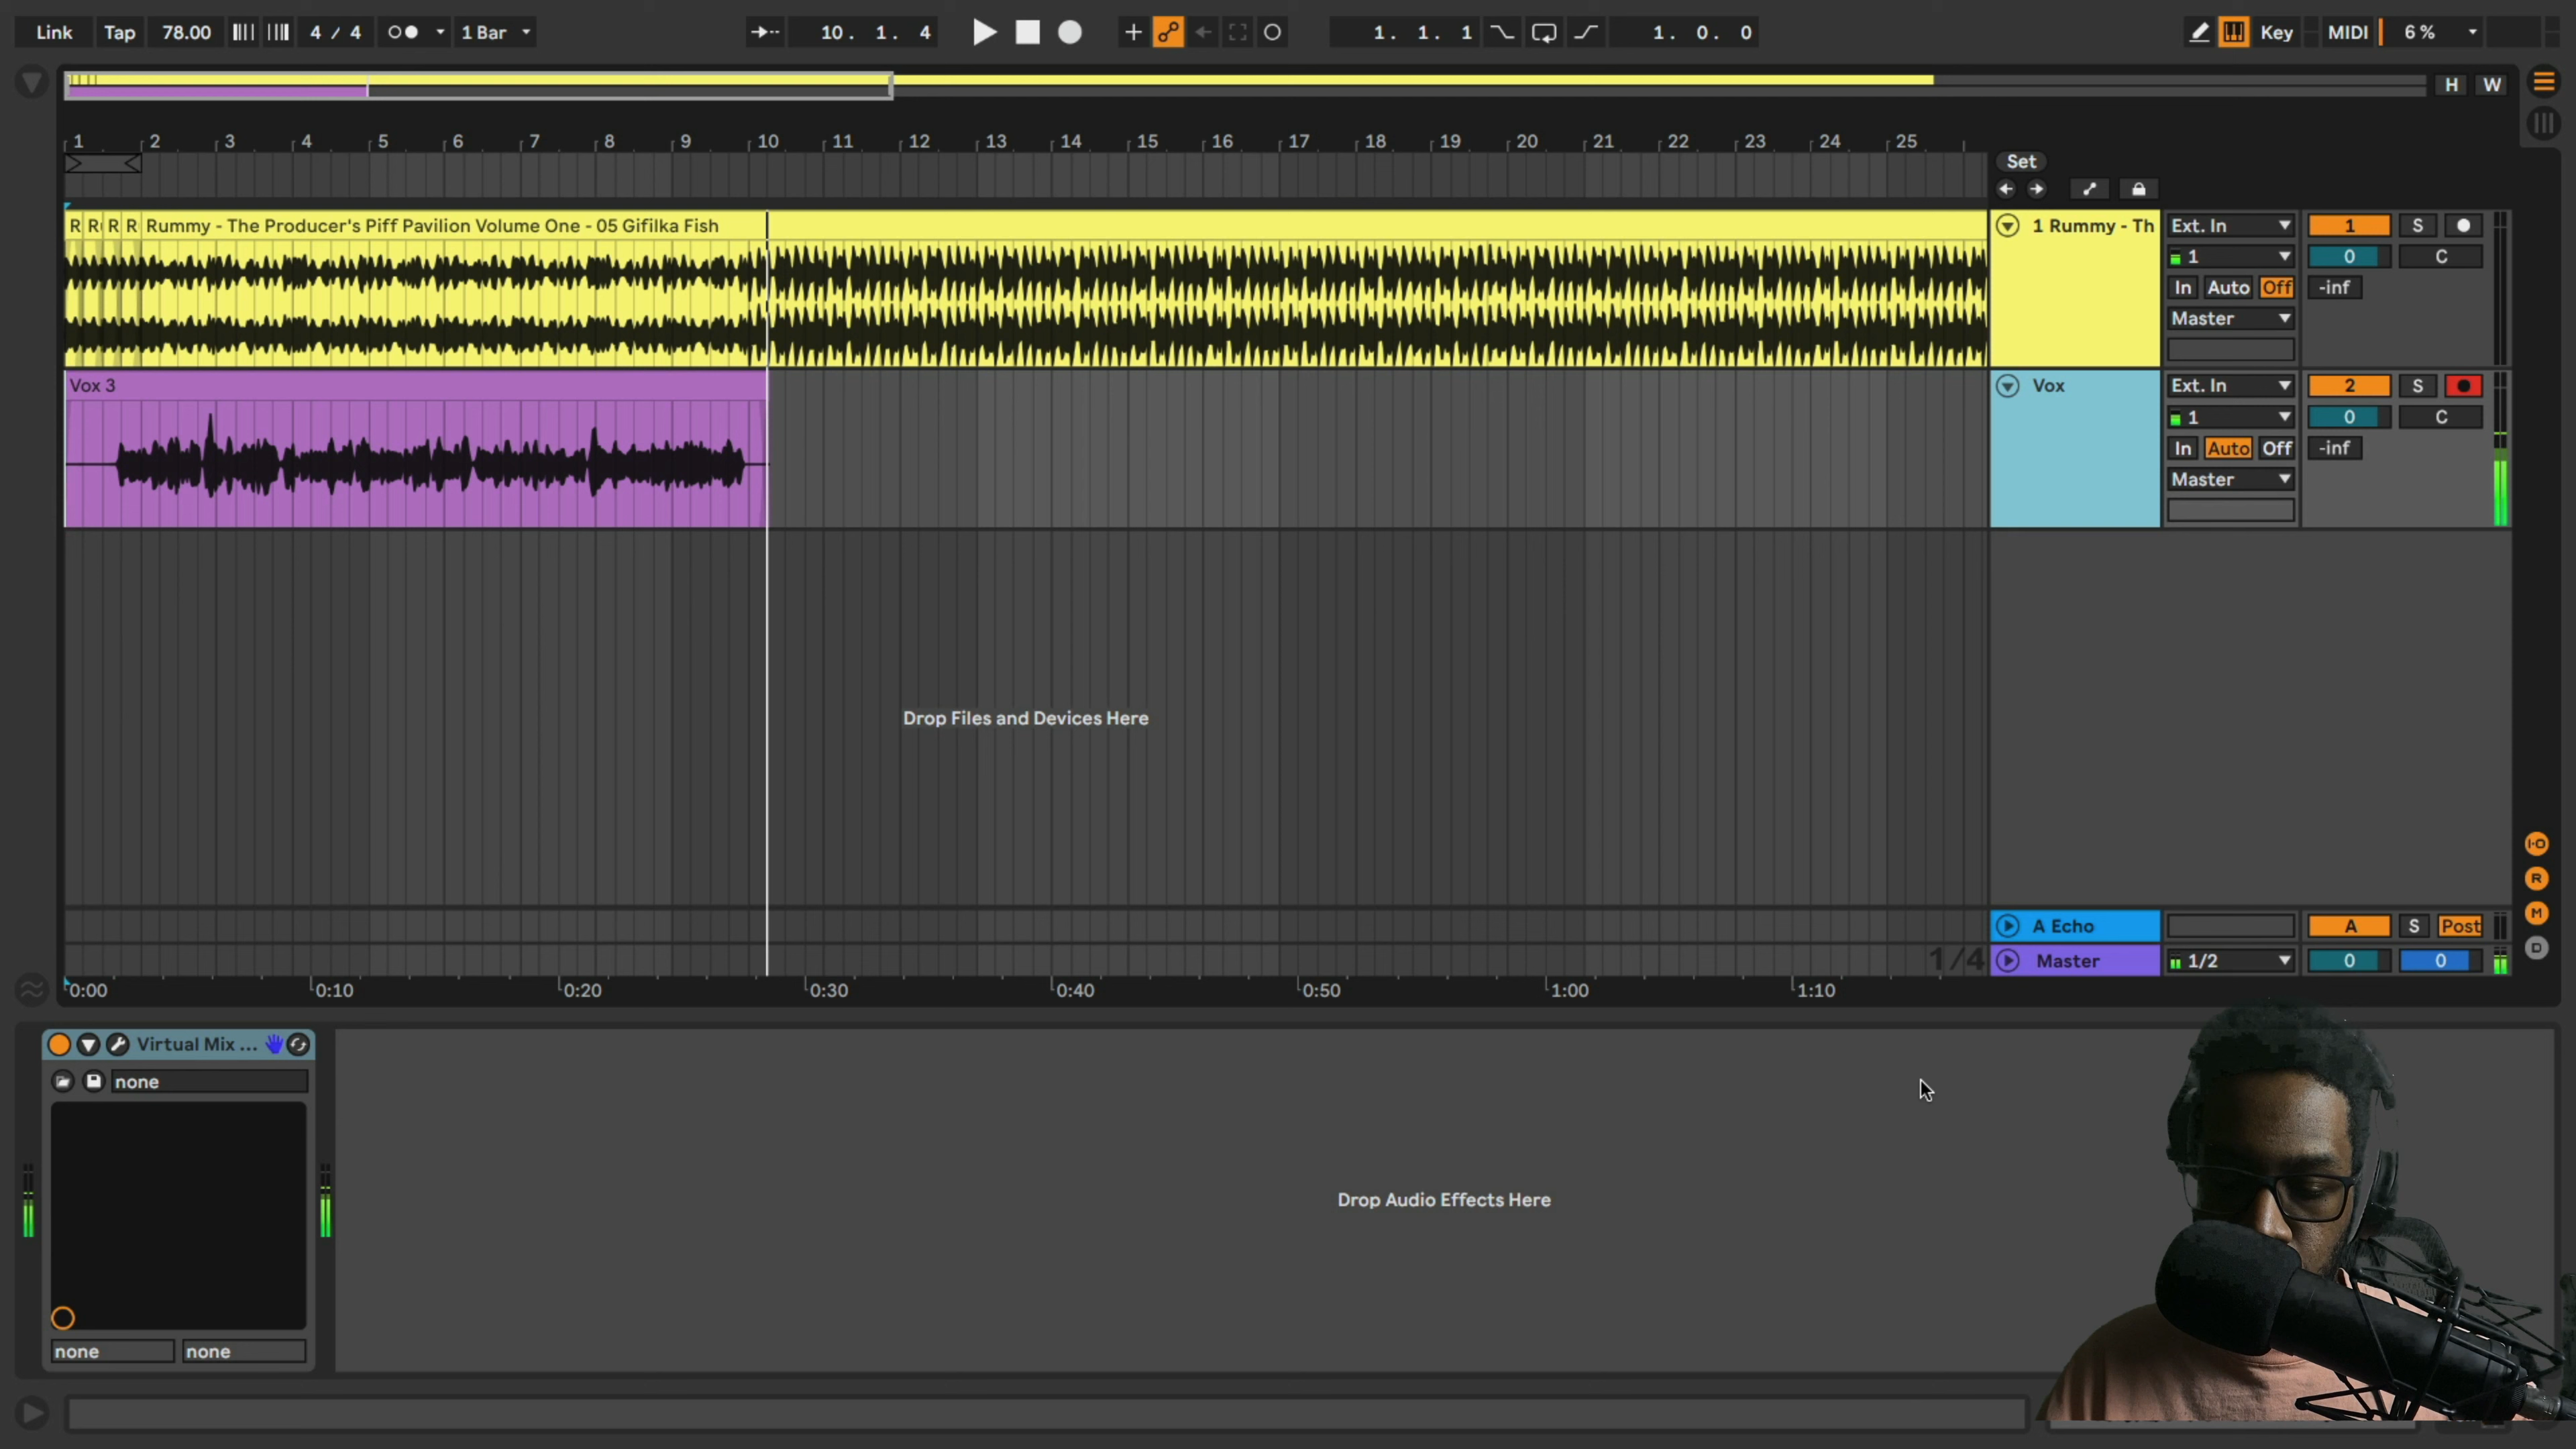 Link Tap 78.00 4 / 4 1 Bar 10. 1. 4 1. 1. 1 1. 0. 0 Key MIDI 6 %
H W
1 2 3 4 5 6 7 8 9 10 11 12 13 14 15 16 17 18 19 20 21 22 23 24 25
Set
R R R R Rummy - The Producer's Piff Pavilion Volume One - 05 Gifilka Fish 1 Rummy - Th Ext. In 1 S
1 0 C
In Auto Off -inf
Master
Vox 3 Vox Ext. In 2 S
1 0 C
In Auto Off -inf
Master
Drop Files and Devices Here
I·O
R
M
A Echo A S Post
D
1/4 Master 1/2 0 0
0:00 0:10 0:20 0:30 0:40 0:50 1:00 1:10
Virtual Mix ...
none
Drop Audio Effects Here
none none